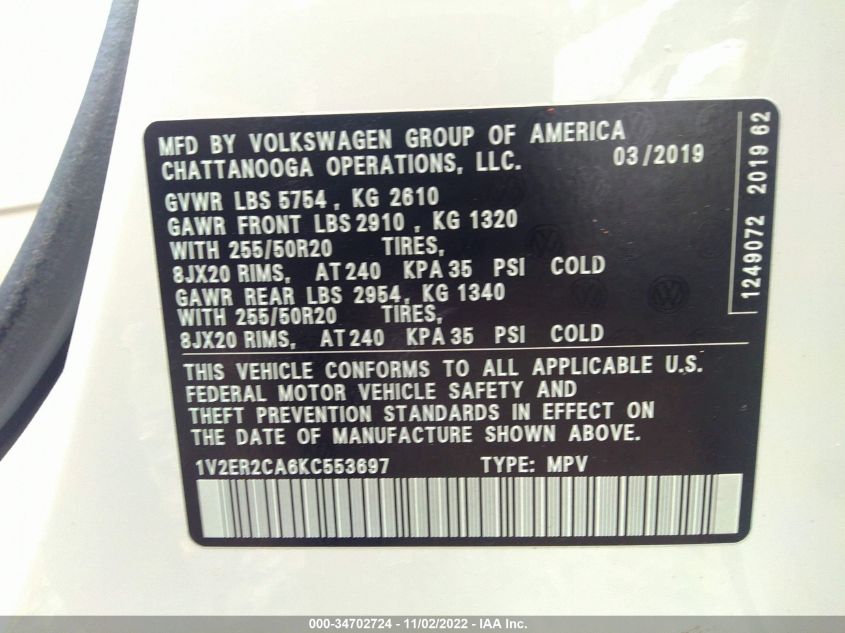 MFD BY VOLKSWAGEN GROUP OF AMERICA
CHATTANOOGA OPERATIONS, LLC. 03/2019
GVWR LBS 5754 , KG 2610
GAWR FRONT LBS 2910 , KG 1320
WITH 255/50R20 TIRES,
8JX20 RIMS, AT 240 KPA 35 PSI COLD
GAWR REAR LBS 2954, KG 1340
WITH 255/50R20 TIRES,
8JX20 RIMS, AT 240 KPA 35 PSI COLD
1249072 2019 62
THIS VEHICLE CONFORMS TO ALL APPLICABLE U.S.
FEDERAL MOTOR VEHICLE SAFETY AND
THEFT PREVENTION STANDARDS IN EFFECT ON
THE DATE OF MANUFACTURE SHOWN ABOVE.
1V2ER2CA6KC553697 TYPE: MPV
000-34702724 - 11/02/2022 - IAA Inc.